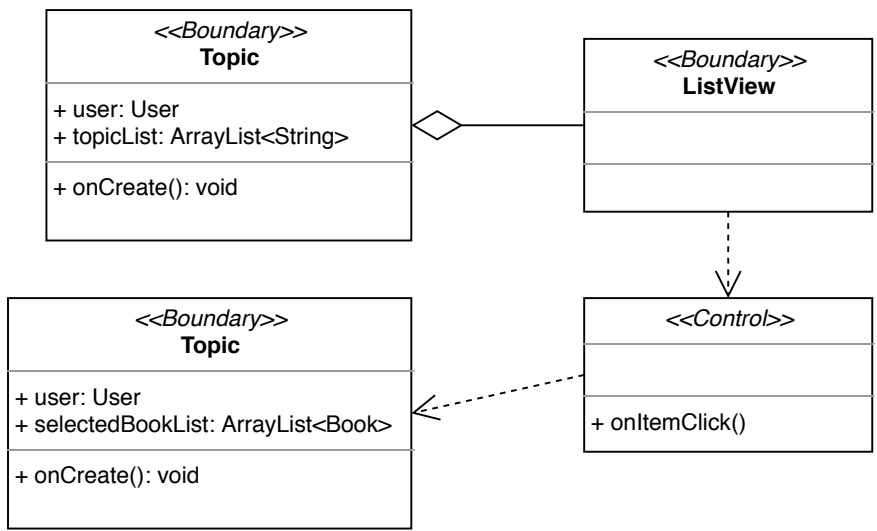 <<Boundary>>
Topic
+ user: User
+ topicList: ArrayList<String>
+ onCreate(): void
<<Boundary>>
ListView
<<Boundary>>
Topic
+ user: User
+ selectedBookList: ArrayList<Book>
+ onCreate(): void
<<Control>>
+ onItemClick()